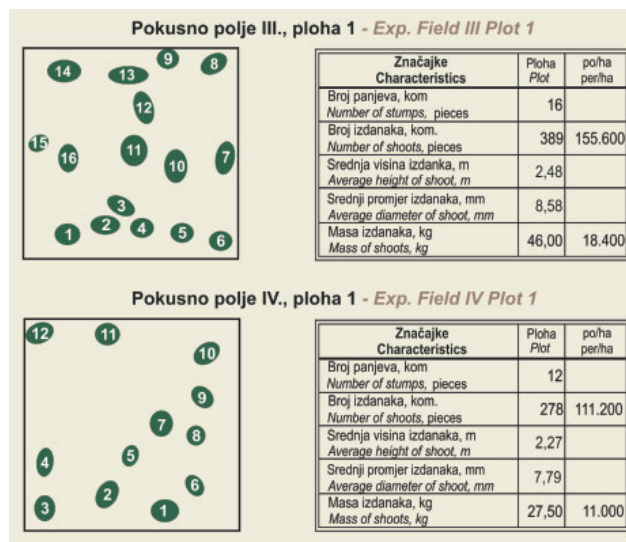 Pokusno polje III., ploha 1 - Exp. Field III Plot 1
9
8
14
13
12
15
16
11
10
7
3
2
4
1
5
6
Značajke Ploha po/ha
Characteristics Plot per/ha
Broj panjeva, kom
Number of stumps, pieces 16
Broj izdanaka, kom.
Number of shoots, pieces 389 155.600
Srednja visina izdanka, m
Average height of shoot, m 2,48
Srednji promjer izdanaka, mm
Average diameter of shoot, mm 8,58
Masa izdanaka, kg
Mass of shoots, kg 46,00 18.400
Pokusno polje IV., ploha 1 - Exp. Field IV Plot 1
12
11
10
9
7
8
5
4
6
2
3
1
Značajke Ploha po/ha
Characteristics Plot per/ha
Broj panjeva, kom
Number of stumps, pieces 12
Broj izdanaka, kom.
Number of shoots, pieces 278 111.200
Srednja visina izdanaka, m
Average height of shoot, m 2,27
Srednji promjer izdanaka, mm
Average diameter of shoot, mm 7,79
Masa izdanaka, kg
Mass of shoots, kg 27,50 11.000